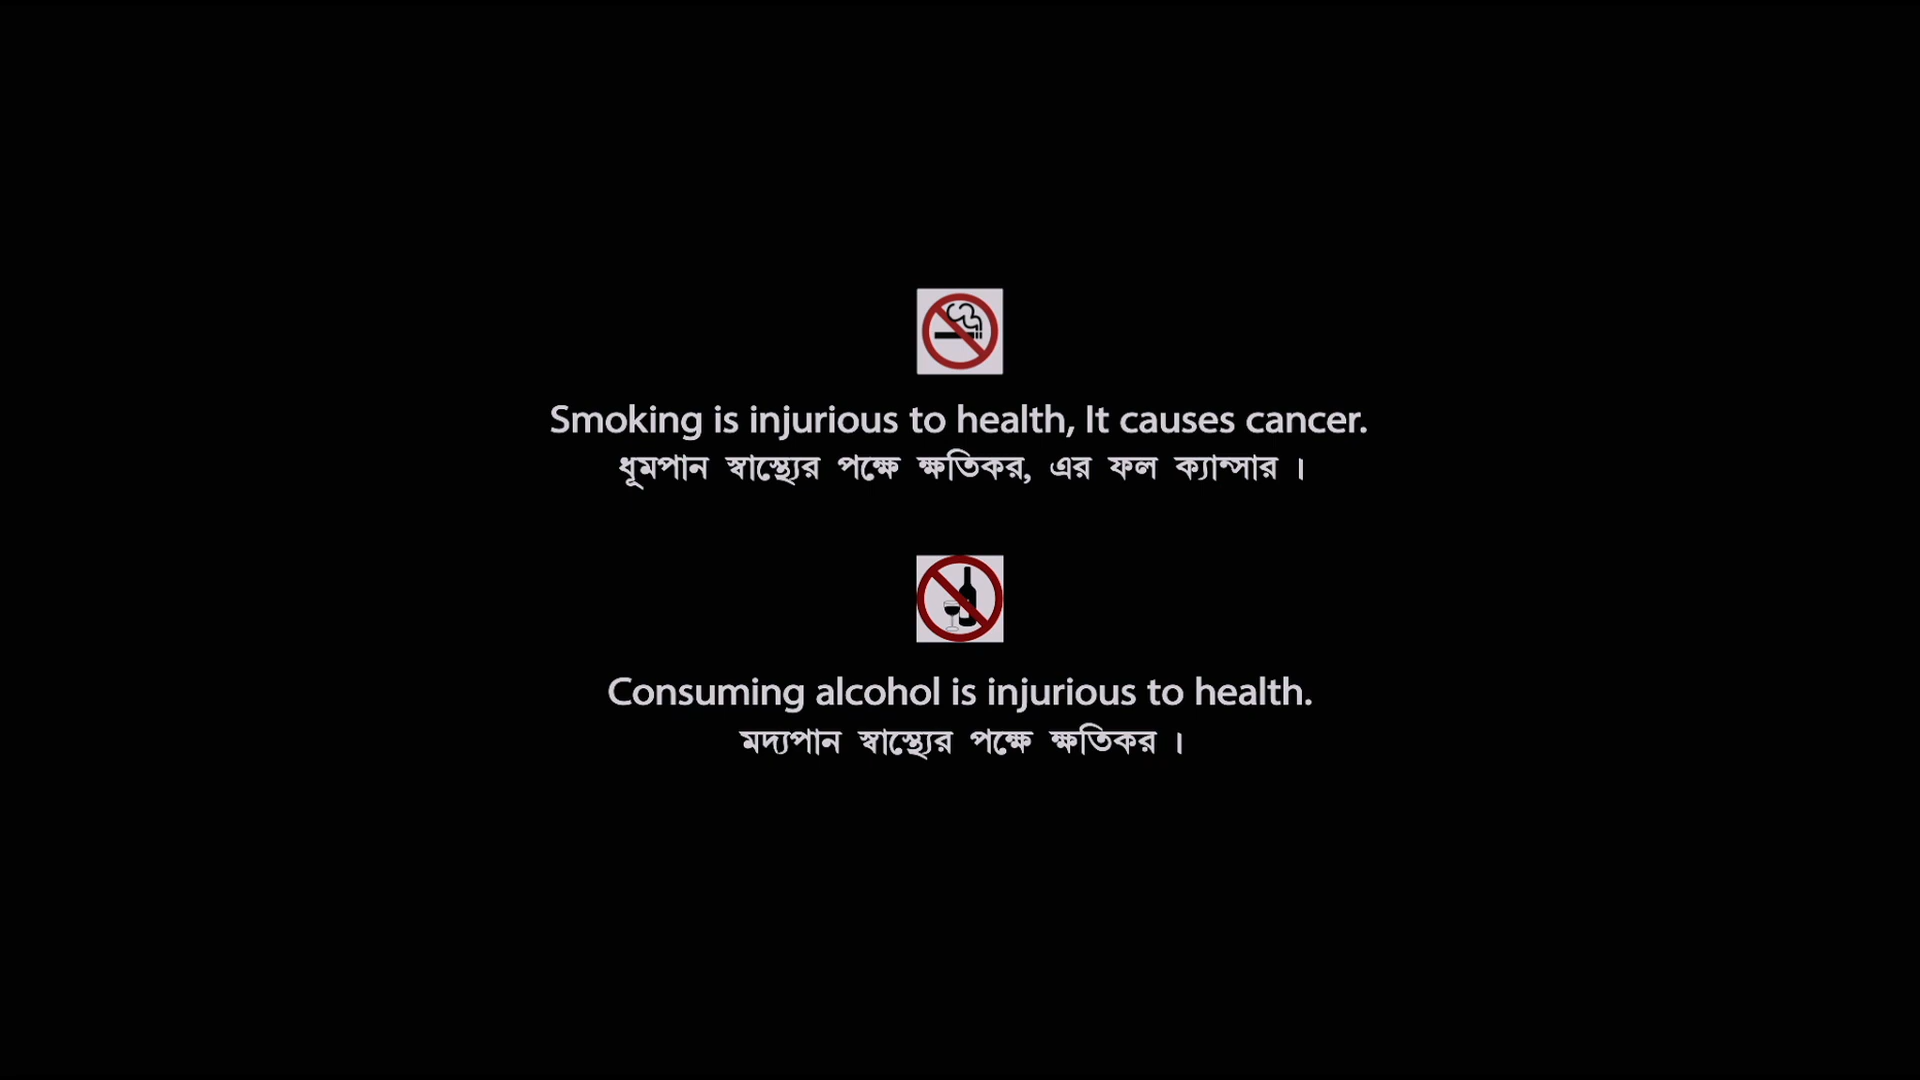 Smoking is injurious to health, It causes cancer.
ধূমপান স্বাস্থ্যের পক্ষে ক্ষতিকর, এর ফল ক্যান্সার ।
Consuming alcohol is injurious to health.
মদ্যপান স্বাস্থ্যের পক্ষে ক্ষতিকর ।